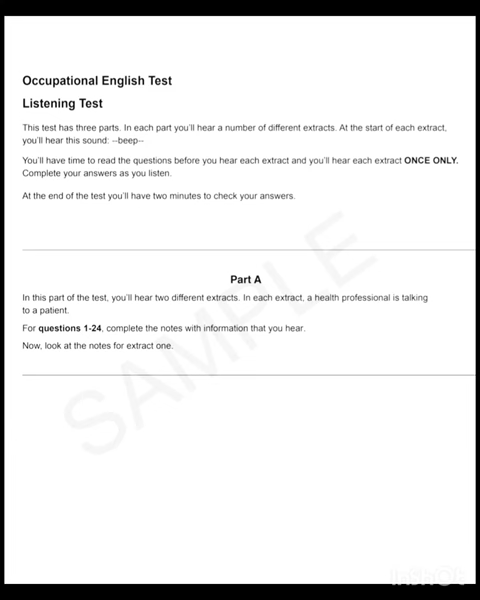 Occupational English Test
Listening Test
This test has three parts. In each part you'll hear a number of different extracts. At the start of each extract,
you'll hear this sound: --beep--
You'll have time to read the questions before you hear each extract and you'll hear each extract ONCE ONLY.
Complete your answers as you listen.
At the end of the test you'll have two minutes to check your answers.
Part A
In this part of the test, you'll hear two different extracts. In each extract, a health professional is talking
to a patient.
For questions 1-24, complete the notes with information that you hear.
Now, look at the notes for extract one.
SAMPLE
InShOt